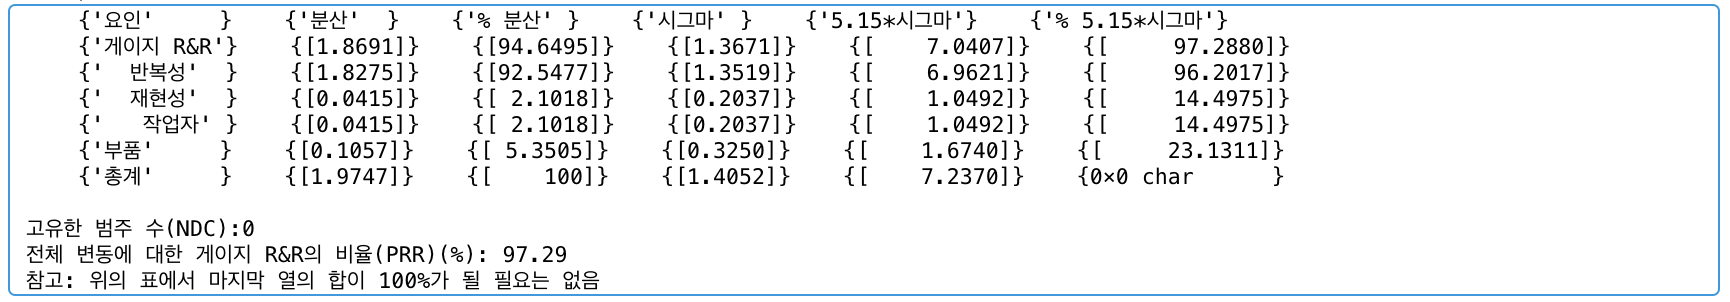 {'요인'     }    {'분산'  }    {'% 분산' }    {'시그마' }    {'5.15*시그마'}    {'% 5.15*시그마'}
{'게이지 R&R'}    {[1.8691]}    {[94.6495]}    {[1.3671]}    {[    7.0407]}    {[     97.2880]}
{'  반복성'  }    {[1.8275]}    {[92.5477]}    {[1.3519]}    {[    6.9621]}    {[     96.2017]}
{'  재현성'  }    {[0.0415]}    {[ 2.1018]}    {[0.2037]}    {[    1.0492]}    {[     14.4975]}
{'   작업자' }    {[0.0415]}    {[ 2.1018]}    {[0.2037]}    {[    1.0492]}    {[     14.4975]}
{'부품'     }    {[0.1057]}    {[ 5.3505]}    {[0.3250]}    {[    1.6740]}    {[     23.1311]}
{'총계'     }    {[1.9747]}    {[    100]}    {[1.4052]}    {[    7.2370]}    {0×0 char      }
고유한 범주 수(NDC):0
전체 변동에 대한 게이지 R&R의 비율(PRR)(%): 97.29
참고: 위의 표에서 마지막 열의 합이 100%가 될 필요는 없음